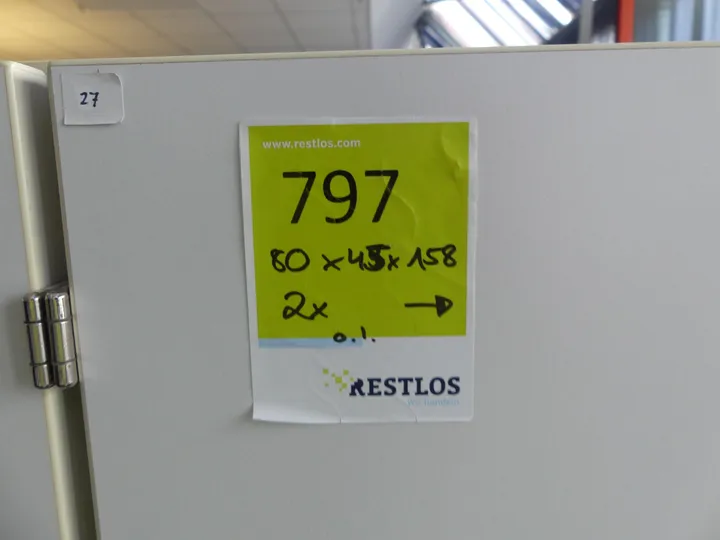 27
www.restlos.com
797
80 x 45 x 158
2x →
o.l.
RESTLOS